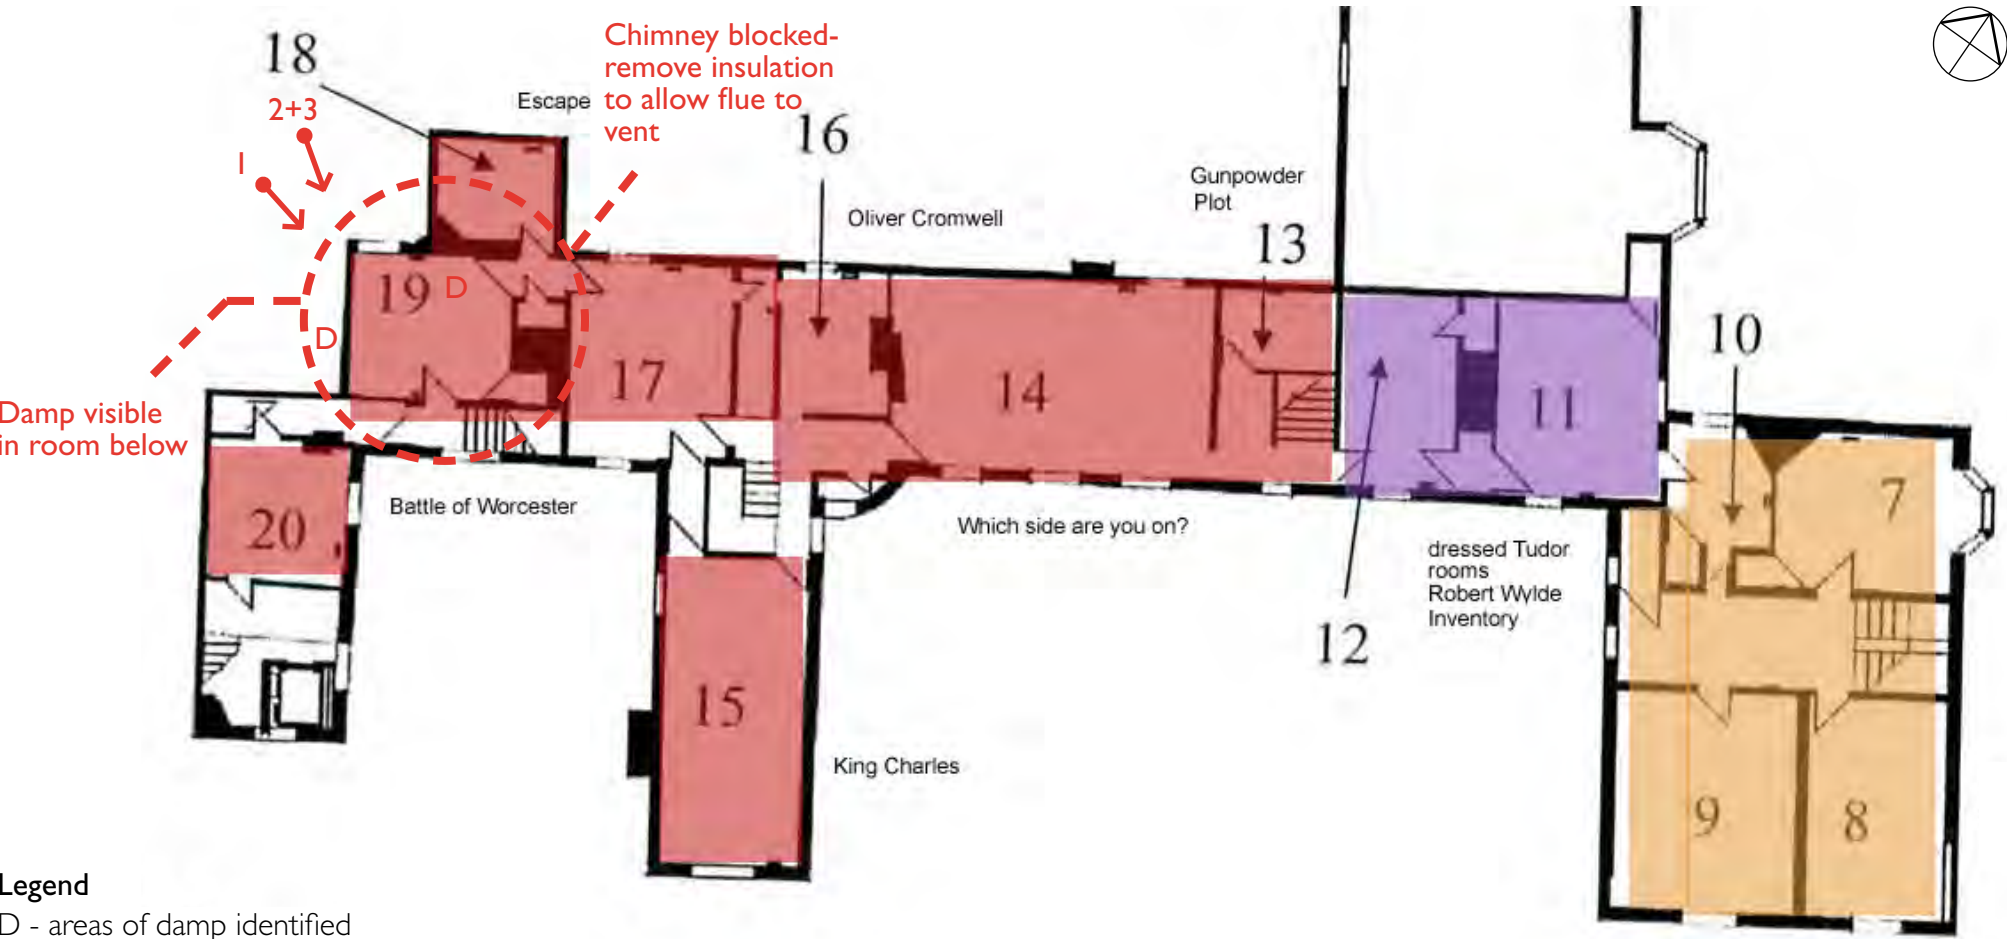 18
2+3
1
Escape
Chimney blocked-
remove insulation
to allow flue to
vent
16
Oliver Cromwell
Gunpowder
Plot
13
19
D
D
17
14
12
11
10
7
Damp visible
in room below
20
Battle of Worcester
Which side are you on?
dressed Tudor
rooms
Robert Wylde
Inventory
15
King Charles
9
8
Legend
D - areas of damp identified